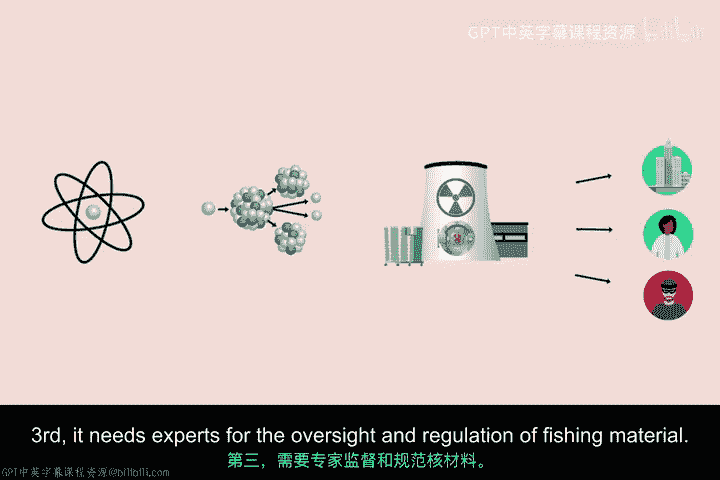 GPT中英字幕课程资源
3rd, it needs experts for the oversight and regulation of fishing material.
第三，需要专家监督和规范核材料。
GPT中英字幕课程资源@bilibili.com